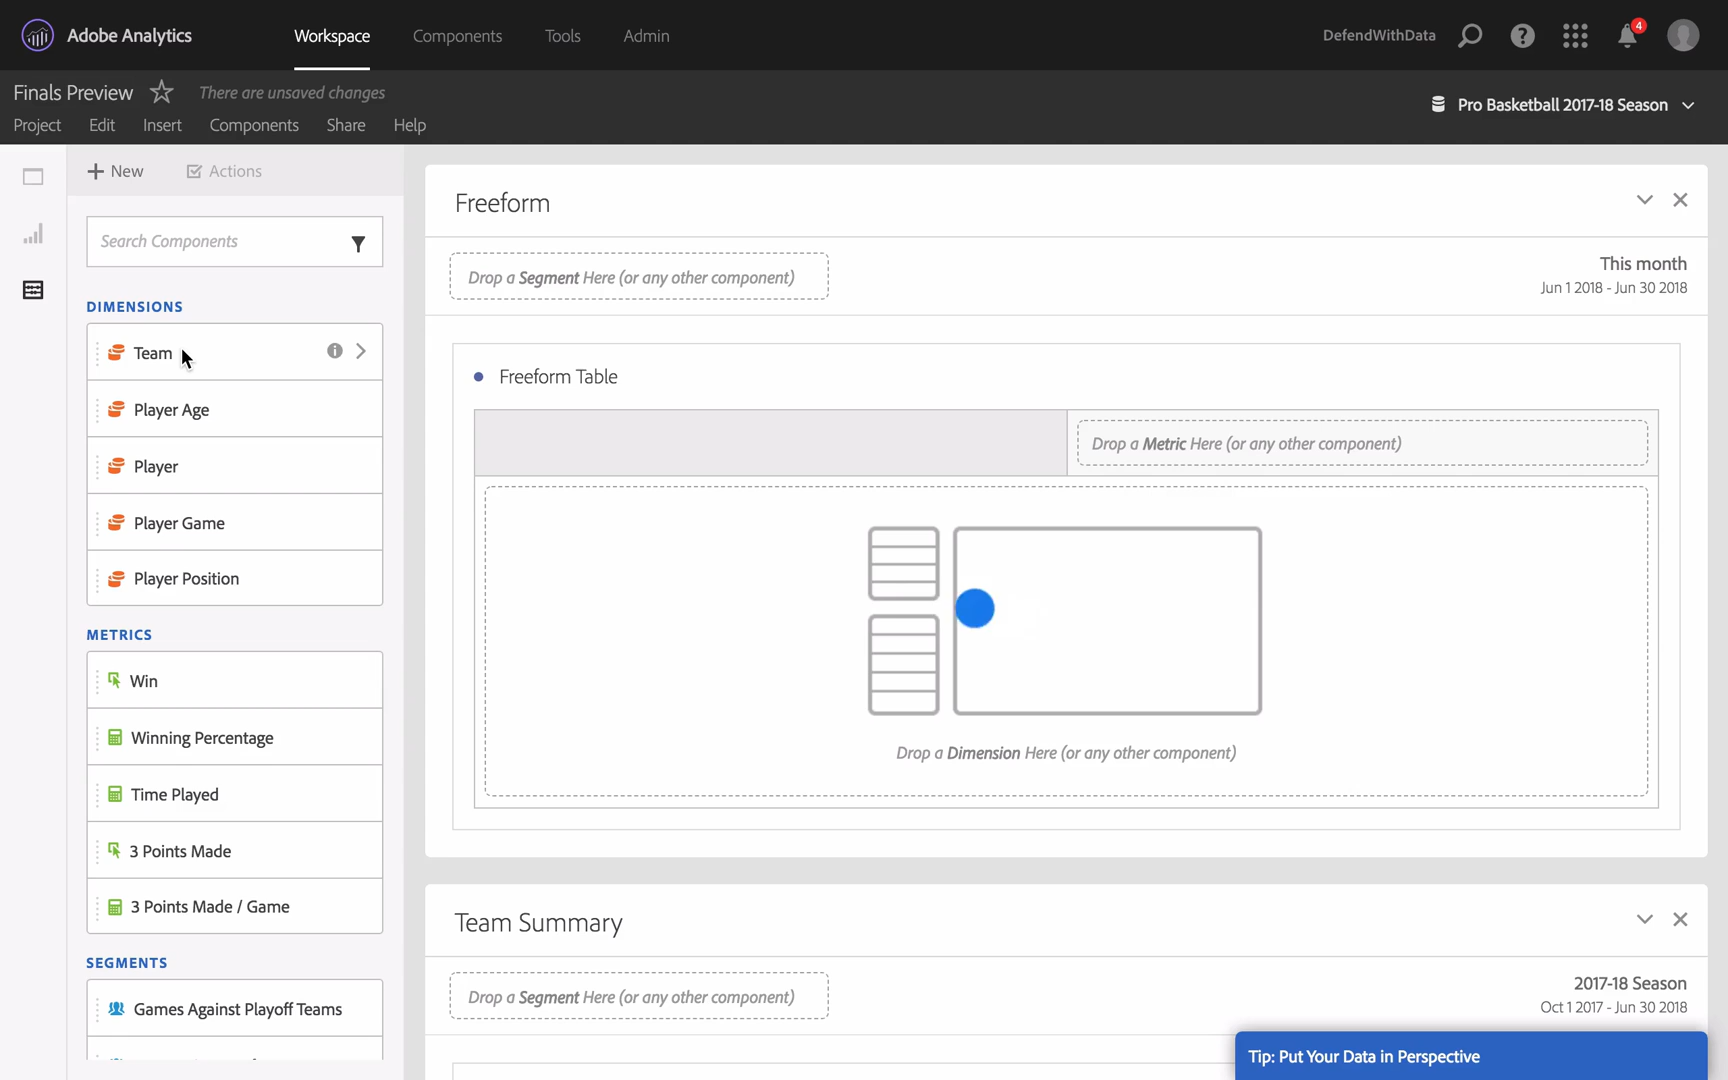 Adobe Analytics
Workspace
Components
Tools
Admin
DefendWithData
4
Finals Preview
There are unsaved changes
Project
Edit
Insert
Components
Share
Help
Pro Basketball 2017-18 Season
New
Actions
Search Components
DIMENSIONS
Team
Player Age
Player
Player Game
Player Position
METRICS
Win
Winning Percentage
Time Played
3 Points Made
3 Points Made / Game
SEGMENTS
Games Against Playoff Teams
Freeform
Drop a Segment Here (or any other component)
This month
Jun 1 2018 - Jun 30 2018
Freeform Table
Drop a Metric Here (or any other component)
Drop a Dimension Here (or any other component)
Team Summary
Drop a Segment Here (or any other component)
2017-18 Season
Oct 1 2017 - Jun 30 2018
Tip: Put Your Data in Perspective